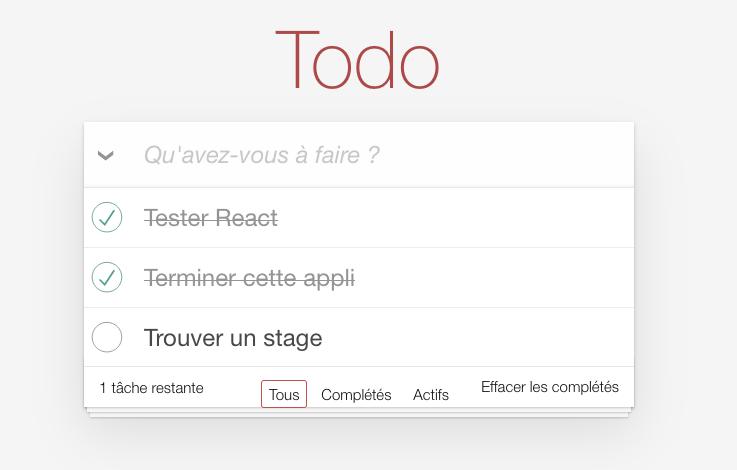 Todo
Qu'avez-vous à faire ?
Tester React
Terminer cette appli
Trouver un stage
1 tâche restante Tous Complétés Actifs Effacer les complétés